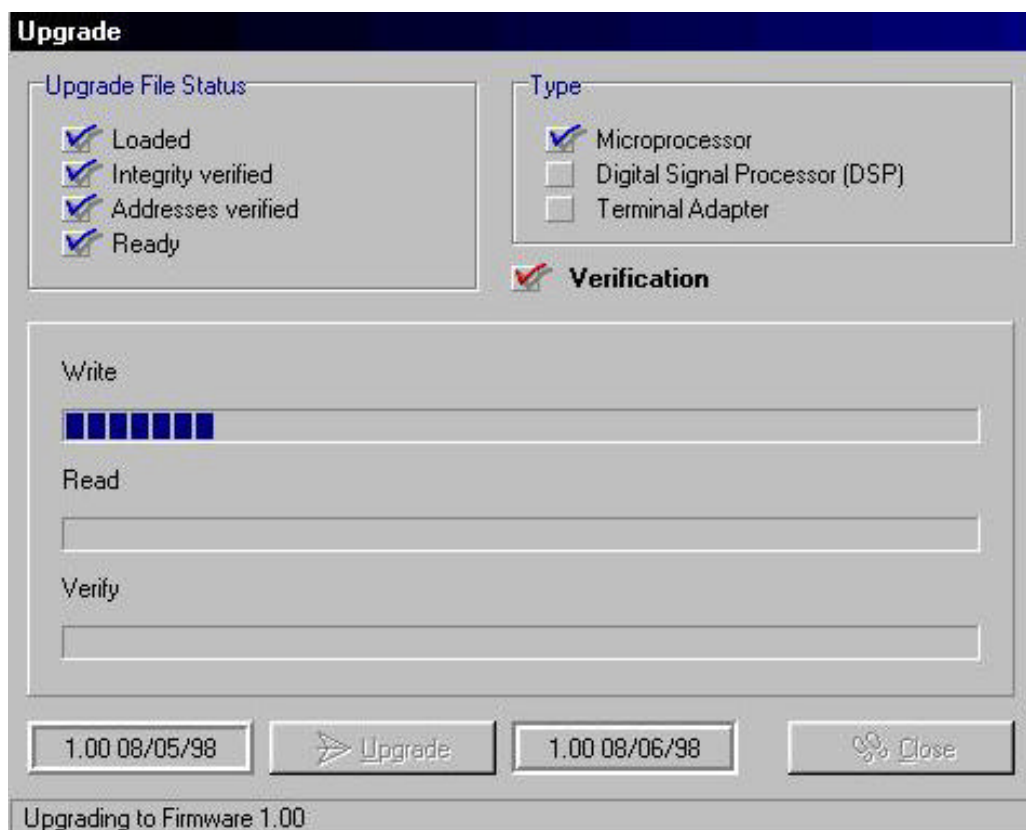 Upgrade
Upgrade File Status
Loaded
Integrity verified
Addresses verified
Ready
Type
Microprocessor
Digital Signal Processor (DSP)
Terminal Adapter
Verification
Write
Read
Verify
1.00 08/05/98 Upgrade 1.00 08/06/98 Close
Upgrading to Firmware 1.00